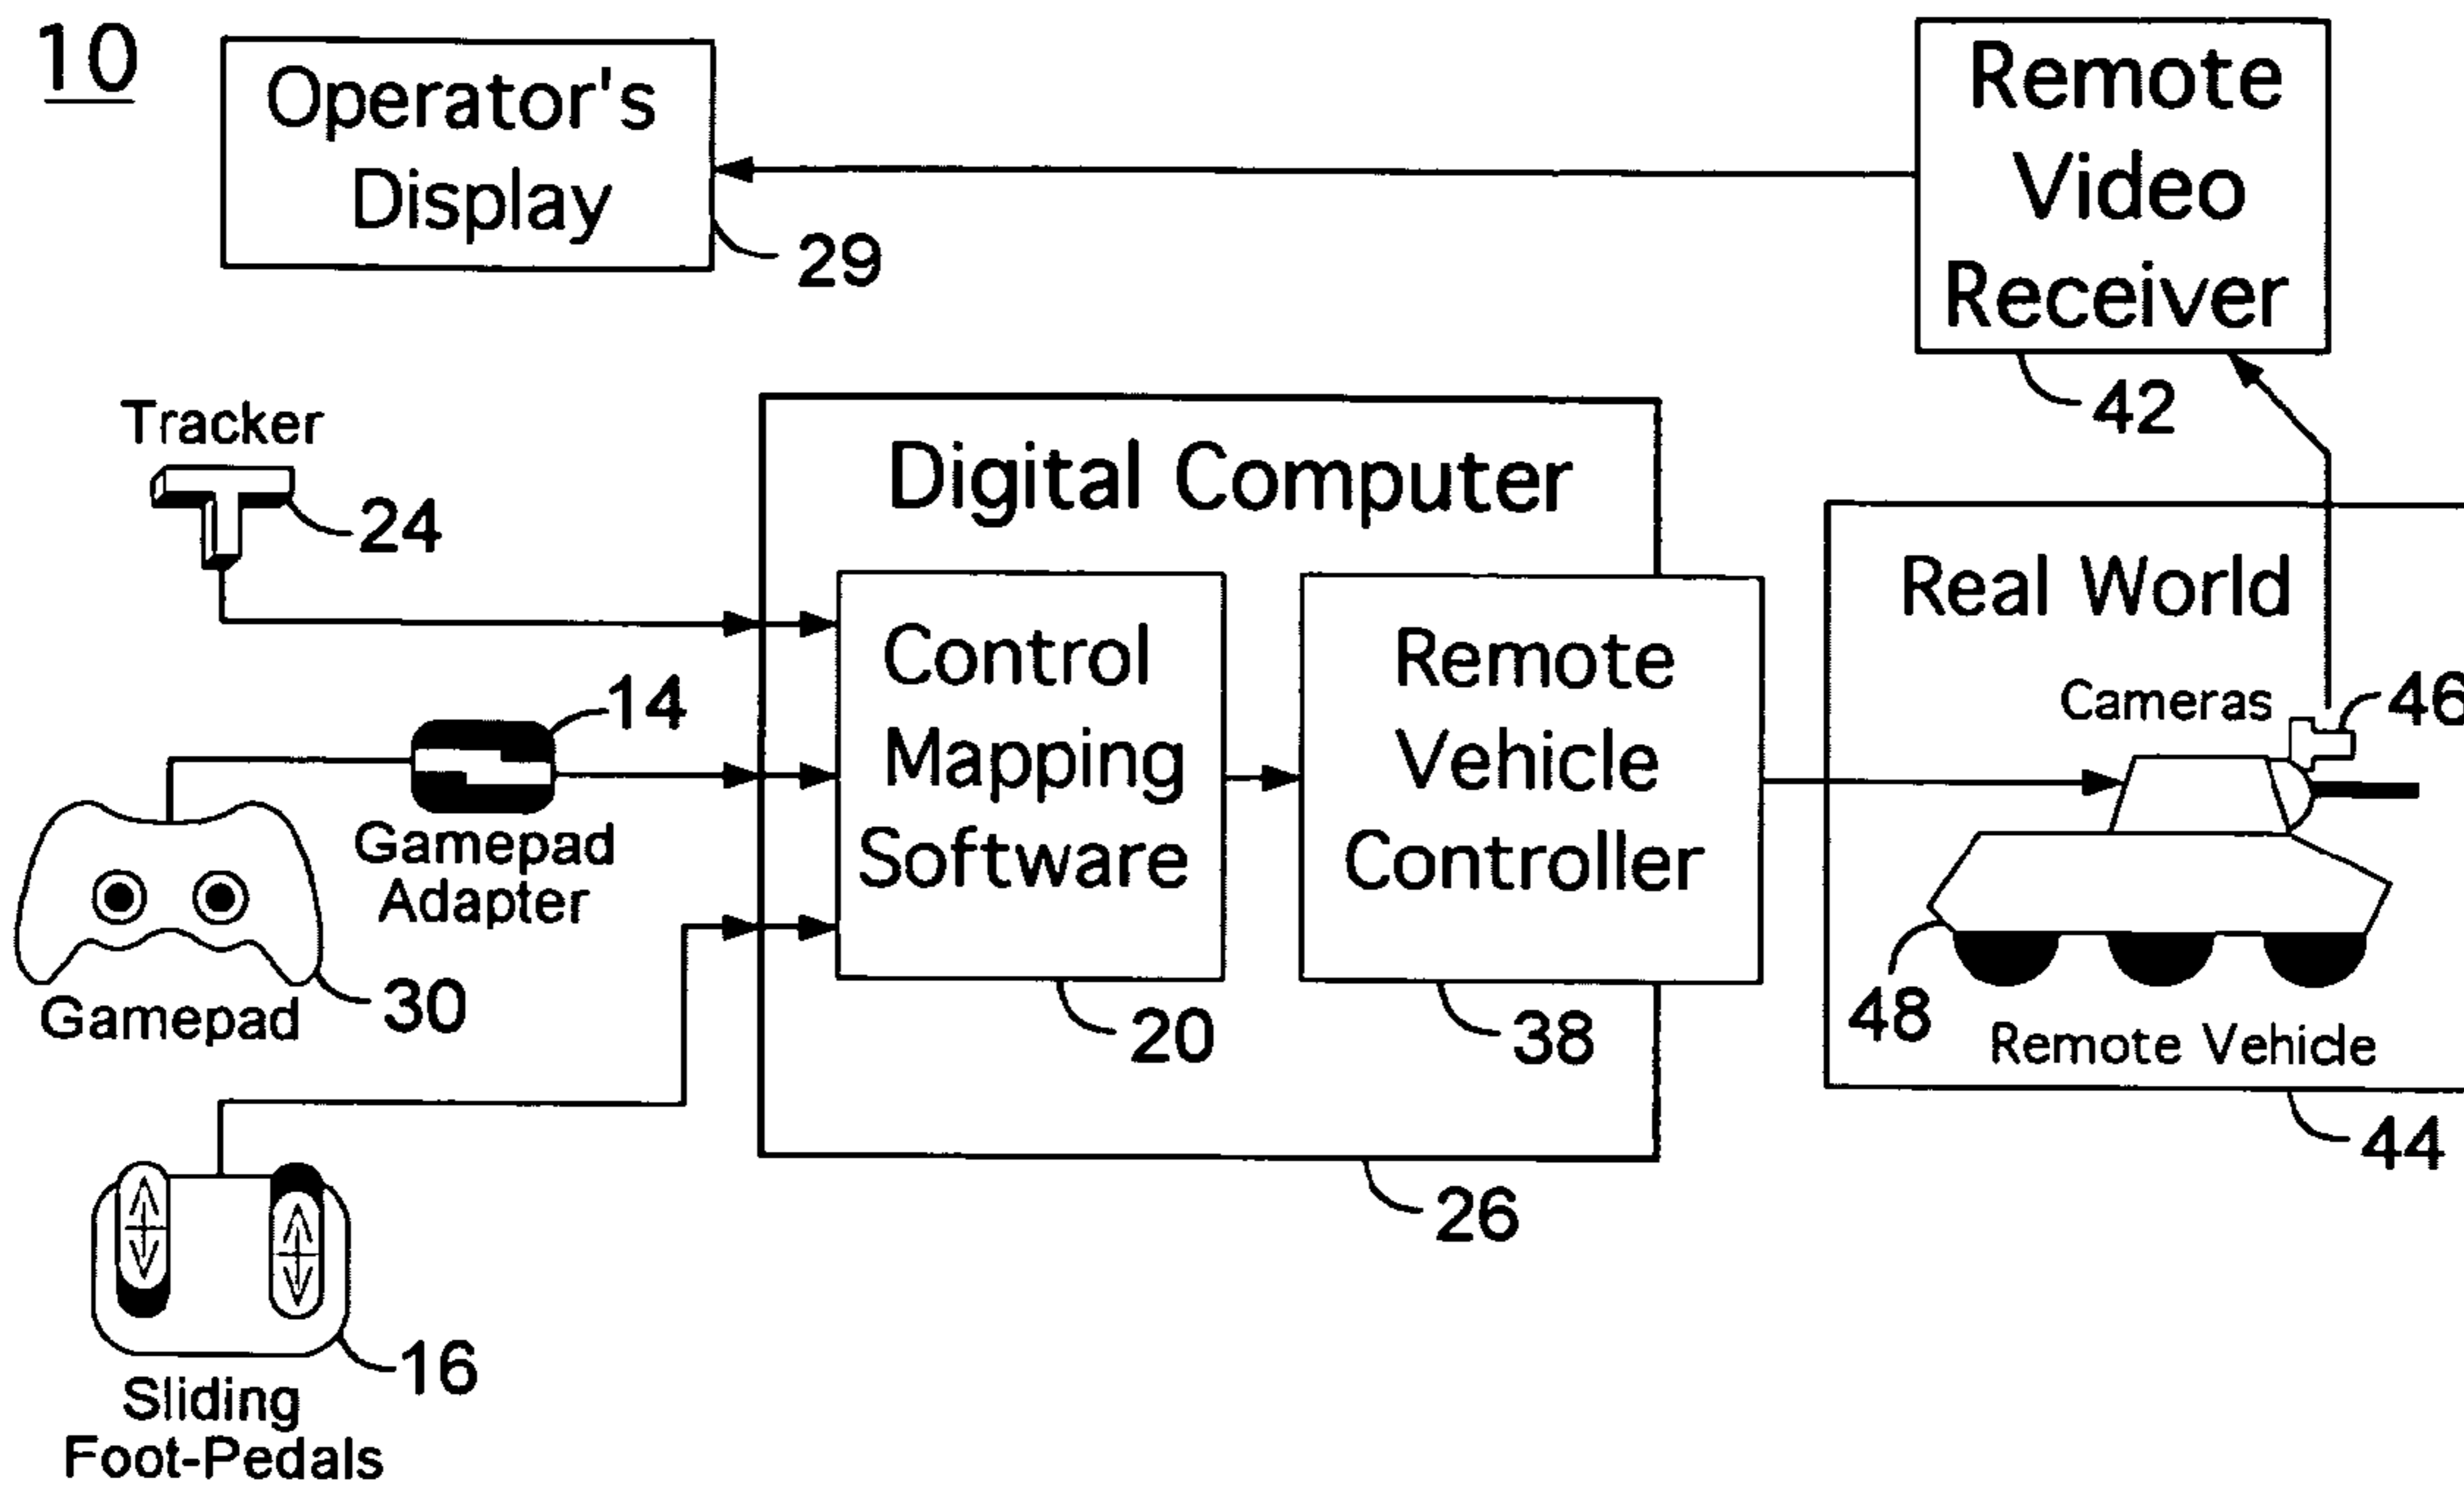 10
Operator's
Display
29
Remote
Video
Receiver
42
Tracker
24
Digital Computer
Control
Mapping
Software
20
Remote
Vehicle
Controller
38
26
14
Gamepad
Adapter
Gamepad
30
16
Sliding
Foot-Pedals
Real World
Cameras
46
48
Remote Vehicle
44